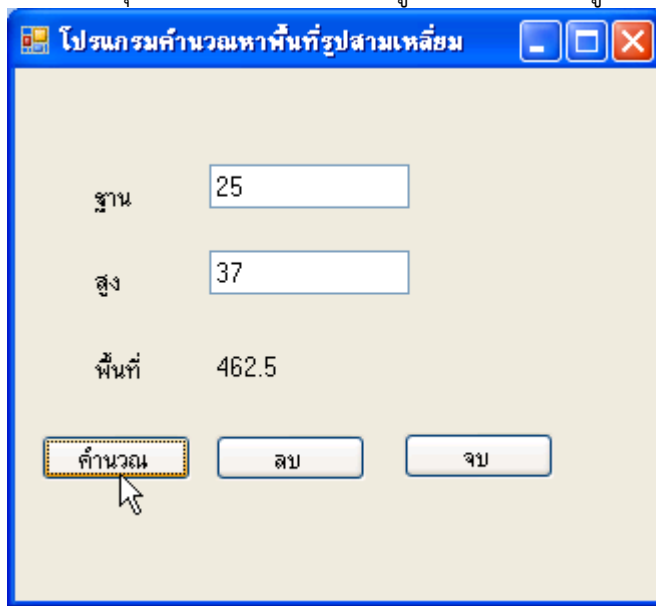 โปรแกรมคำนวณหาพื้นที่รูปสามเหลี่ยม
ฐาน 25
สูง 37
พื้นที่ 462.5
คำนวณ ลบ จบ